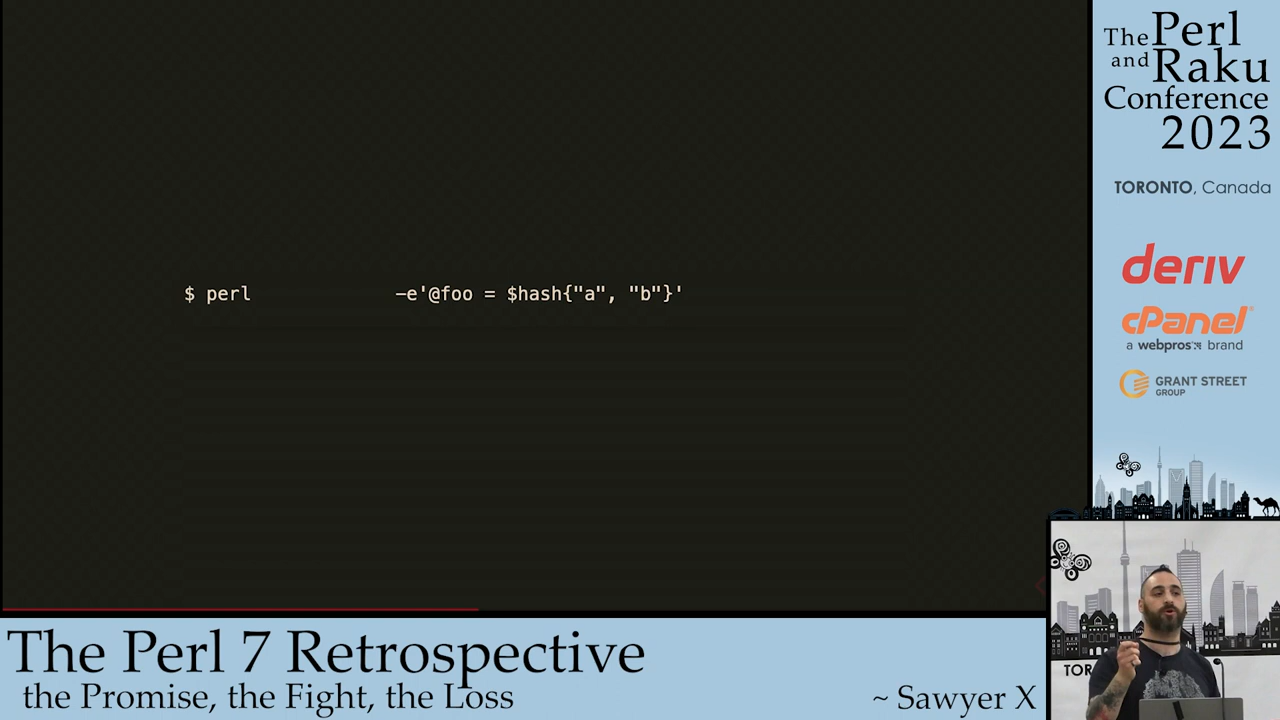 $ perl             -e'@foo = $hash{"a", "b"}'
The Perl
and Raku
Conference
2023
TORONTO, Canada
deriv
cPanel®
a webpros brand
GRANT STREET
GROUP
TOR
The Perl 7 Retrospective
the Promise, the Fight, the Loss
~ Sawyer X